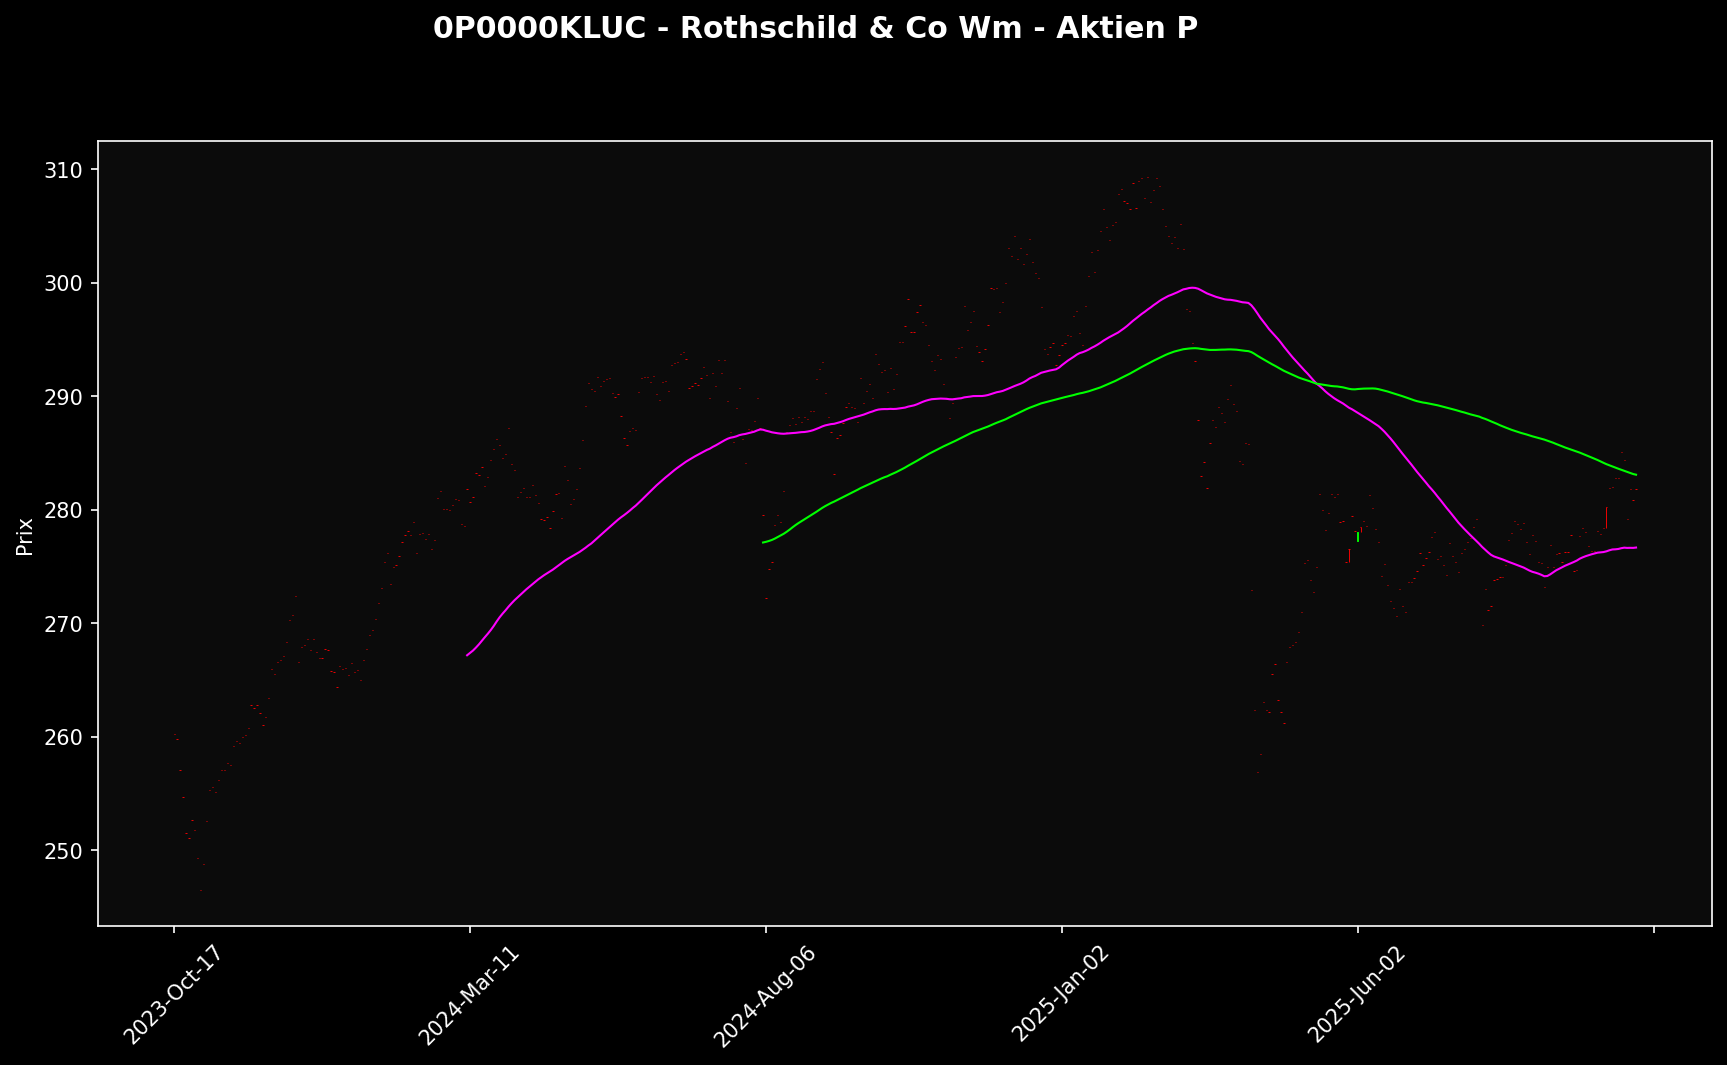 0P0000KLUC - Rothschild & Co Wm - Aktien P
310
300
290
280
270
260
250
Prix
2023-Oct-17
2024-Mar-11
2024-Aug-06
2025-Jan-02
2025-Jun-02